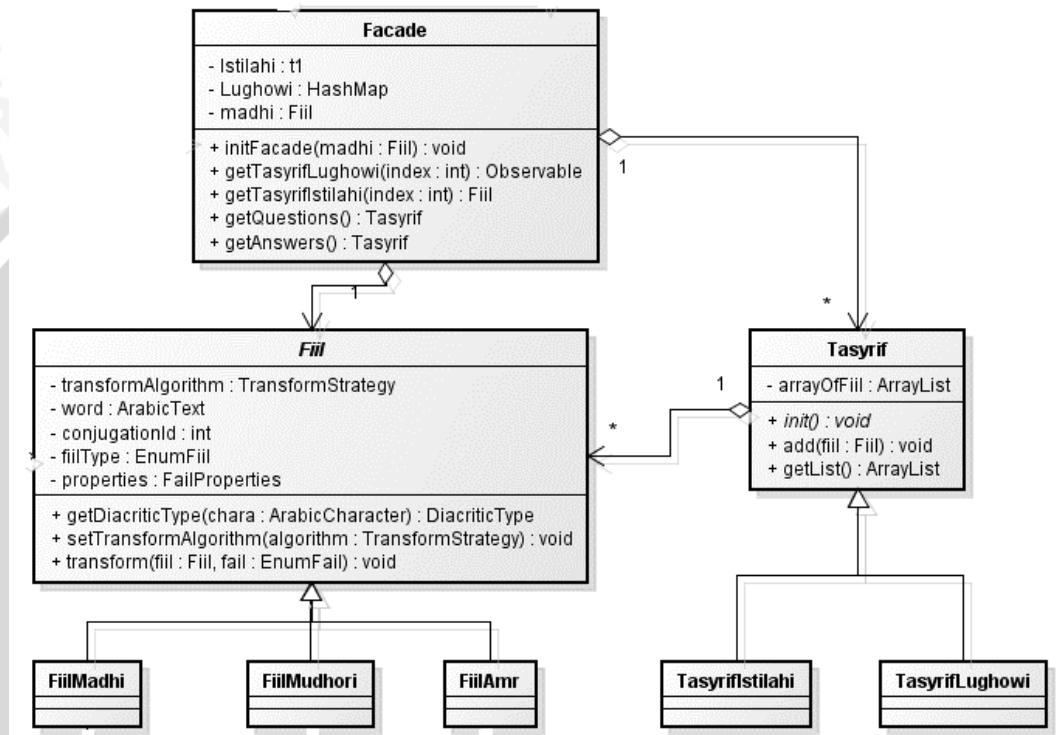 Facade
- Istilahi : t1
- Lughowi : HashMap
- madhi : Fiil
+ initFacade(madhi : Fiil) : void
+ getTasyrifLughowi(index : int) : Observable
+ getTasyrifIstilahi(index : int) : Fiil
+ getQuestions() : Tasyrif
+ getAnswers() : Tasyrif
1
1
*
Fiil
- transformAlgorithm : TransformStrategy
- word : ArabicText
- conjugationId : int
- fiilType : EnumFiil
- properties : FailProperties
+ getDiacriticType(chara : ArabicCharacter) : DiacriticType
+ setTransformAlgorithm(algorithm : TransformStrategy) : void
+ transform(fiil : Fiil, fail : EnumFail) : void
*
1
*
Tasyrif
- arrayOfFiil : ArrayList
+ init() : void
+ add(fiil : Fiil) : void
+ getList() : ArrayList
FiilMadhi
FiilMudhori
FiilAmr
TasyrifIstilahi
TasyrifLughowi